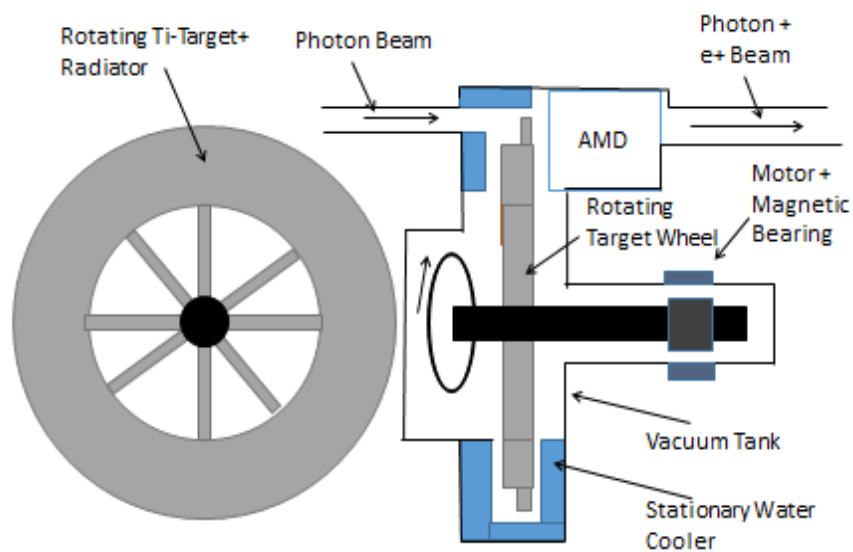 Rotating Ti-Target+
Radiator
Photon Beam
Photon +
e+ Beam
AMD
Motor +
Magnetic
Bearing
Rotating
Target Wheel
Vacuum Tank
Stationary Water
Cooler